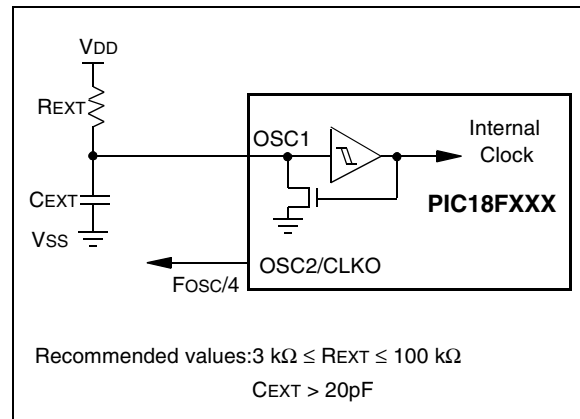 VDD
REXT
OSC1
Internal
Clock
CEXT
PIC18FXXX
VSS
OSC2/CLKO
FOSC/4
Recommended values:3 kΩ ≤ REXT ≤ 100 kΩ
CEXT > 20pF